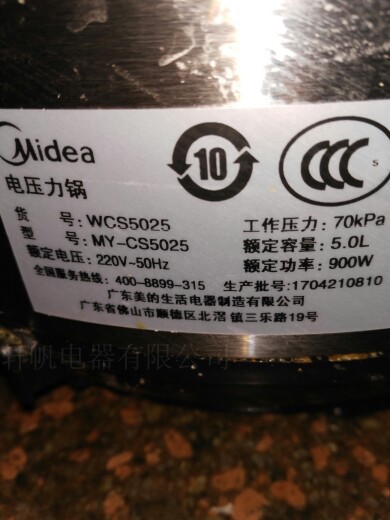 Midea
10
CCC
S
电压力锅
货 号:WCS5025 工作压力:70kPa
型 号:MY-CS5025 额定容量:5.0L
额定电压:220V~50Hz 额定功率:900W
全国服务热线:400-8899-315 生产批号:1704210810
广东美的生活电器制造有限公司
广东省佛山市顺德区北滘镇三乐路19号
轩帆电器有限公司